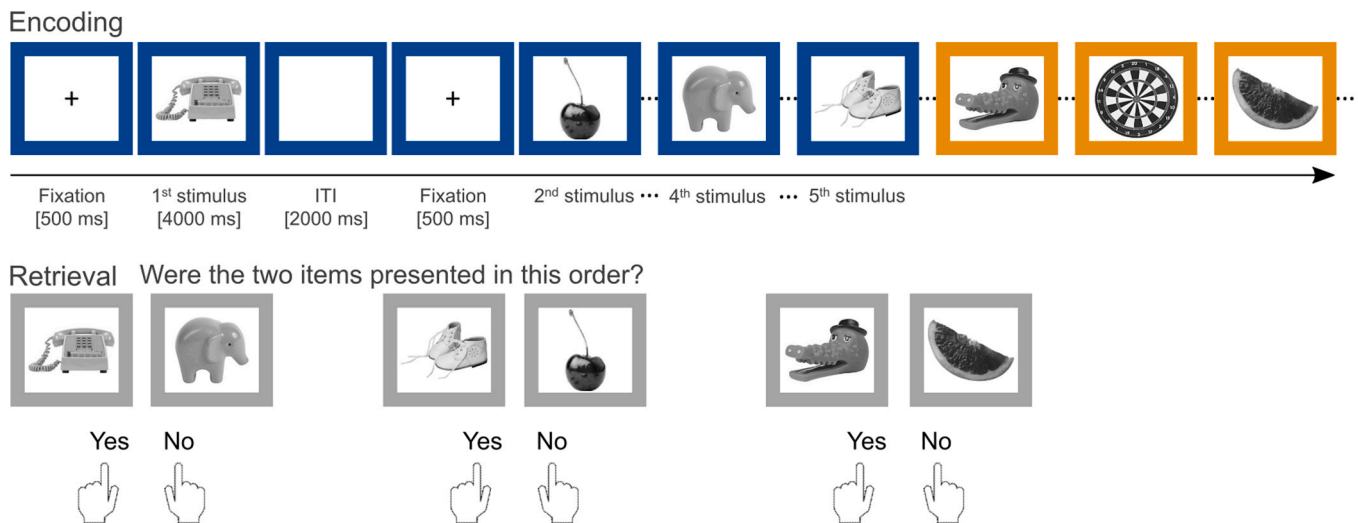 Encoding
+
+
...
...
...
...
...
...
Fixation
[500 ms]
1st stimulus
[4000 ms]
ITI
[2000 ms]
Fixation
[500 ms]
2nd stimulus ... 4th stimulus ... 5th stimulus
Retrieval Were the two items presented in this order?
Yes No
Yes No
Yes No